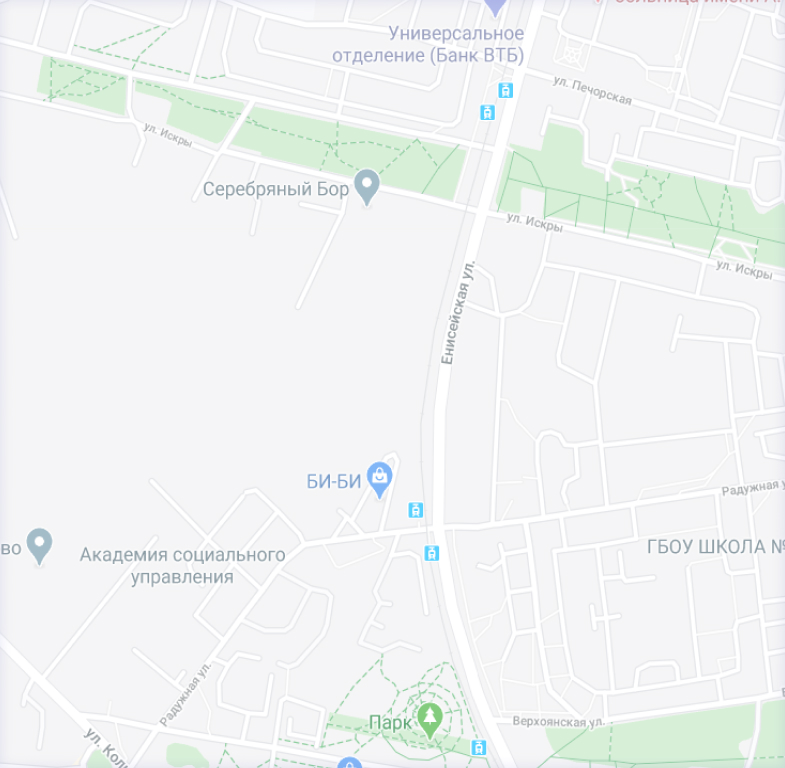 Универсальное
отделение (Банк ВТБ)
ул. Печорская
ул. Искры
Серебряный Бор
ул. Искры
ул. Искры
Енисейская ул.
БИ-БИ
Радужная
Академия социального
управления
ГБОУ ШКОЛА №
Радужная ул.
Парк
Верхоянская ул.
ул. Кол